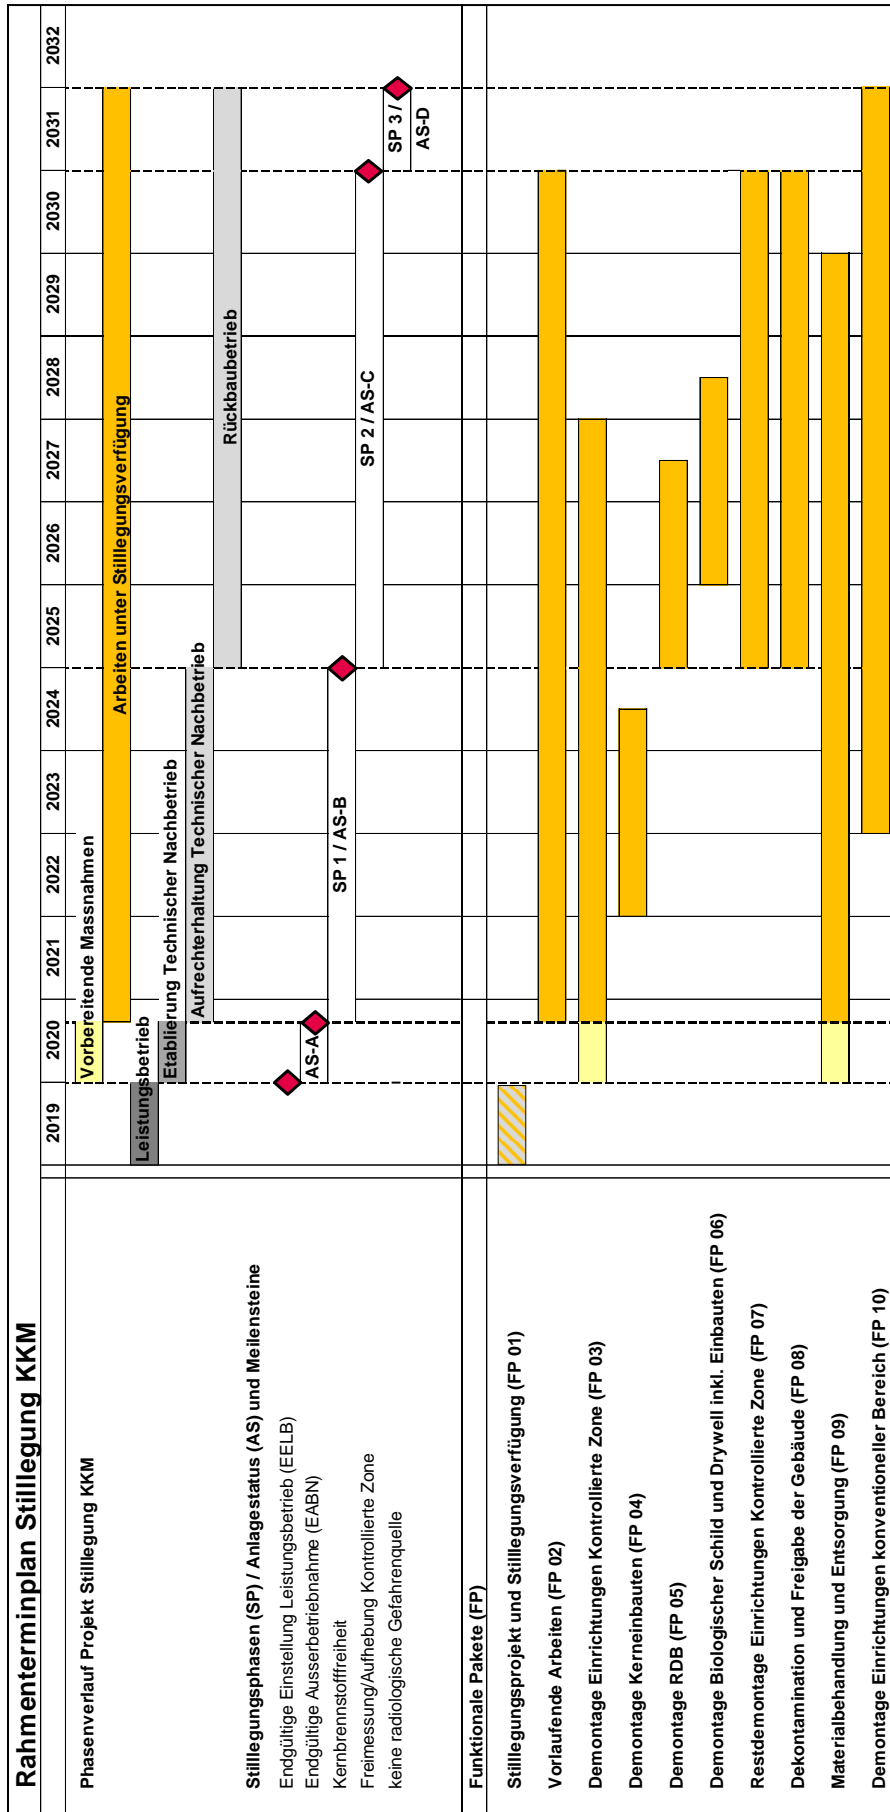 Rahmenterminplan Stilllegung KKM
2019 2020 2021 2022 2023 2024 2025 2026 2027 2028 2029 2030 2031 2032
Phasenverlauf Projekt Stilllegung KKM
Vorbereitende Massnahmen
Arbeiten unter Stilllegungsverfügung
Leistungsbetrieb
Etablierung Technischer Nachbetrieb
Aufrechterhaltung Technischer Nachbetrieb
Rückbaubetrieb
Stilllegungsphasen (SP) / Anlagestatus (AS) und Meilensteine
Endgültige Einstellung Leistungsbetrieb (EELB)
Endgültige Ausserbetriebnahme (EABN)
AS-A
Kernbrennstofffreiheit
SP 1 / AS-B
Freimessung/Aufhebung Kontrollierte Zone
SP 2 / AS-C
keine radiologische Gefahrenquelle
SP 3 /
AS-D
Funktionale Pakete (FP)
Stilllegungsprojekt und Stilllegungsverfügung (FP 01)
Vorlaufende Arbeiten (FP 02)
Demontage Einrichtungen Kontrollierte Zone (FP 03)
Demontage Kerneinbauten (FP 04)
Demontage RDB (FP 05)
Demontage Biologischer Schild und Drywell inkl. Einbauten (FP 06)
Restdemontage Einrichtungen Kontrollierte Zone (FP 07)
Dekontamination und Freigabe der Gebäude (FP 08)
Materialbehandlung und Entsorgung (FP 09)
Demontage Einrichtungen konventioneller Bereich (FP 10)